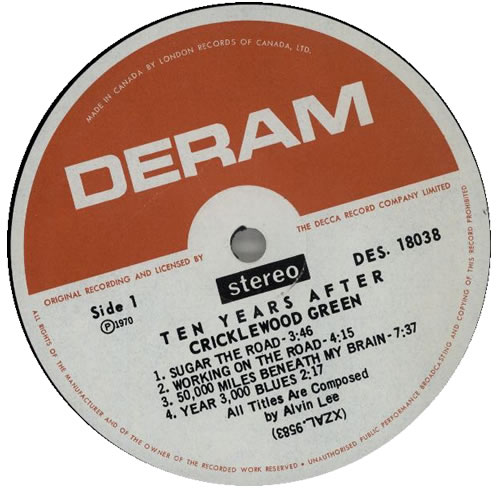 MADE IN CANADA BY LONDON RECORDS OF CANADA, LTD.
DERAM
ORIGINAL RECORDING AND LICENSED BY
THE DECCA RECORD COMPANY LIMITED
stereo
Side 1
DES. 18038
℗1970
TEN YEARS AFTER
CRICKLEWOOD GREEN
1. SUGAR THE ROAD - 3:46
2. WORKING ON THE ROAD - 4:15
3. 50,000 MILES BENEATH MY BRAIN - 7:37
4. YEAR 3,000 BLUES 2:17
All Titles Are Composed
by Alvin Lee
(XZAL.9583)
ALL RIGHTS OF THE MANUFACTURER AND OF THE OWNER OF THE RECORDED WORK RESERVED • UNAUTHORISED PUBLIC PERFORMANCE BROADCASTING AND COPYING OF THIS RECORD PROHIBITED